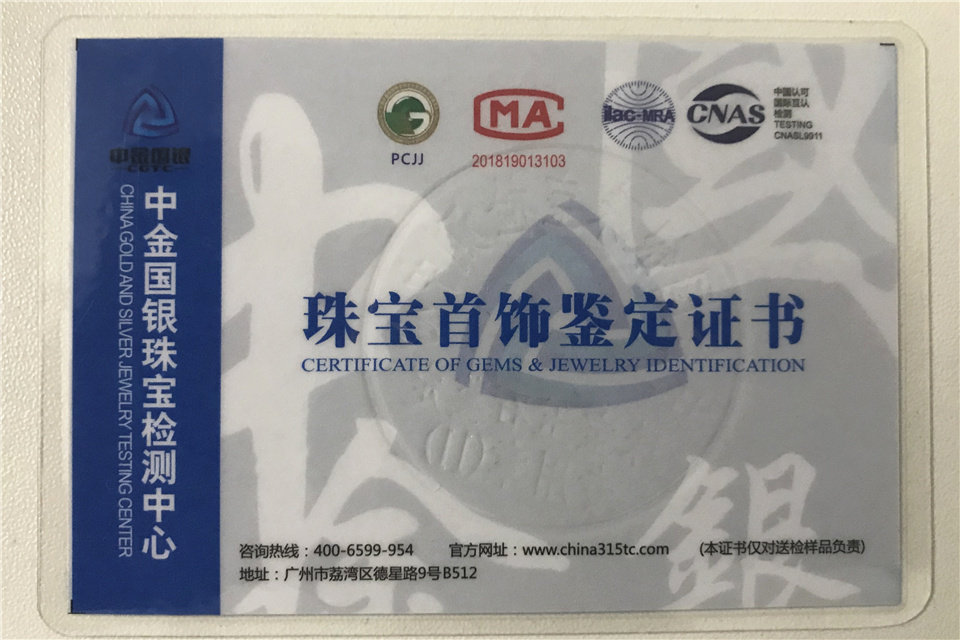 中金国银
CGYC
中金国银珠宝检测中心
CHINA GOLD AND SILVER JEWELRY TESTING CENTER
PCJJ
CMA
201819013103
ilac-MRA
CNAS
中国认可
国际互认
检测
TESTING
CNASL9911
珠宝首饰鉴定证书
CERTIFICATE OF GEMS & JEWELRY IDENTIFICATION
咨询热线：400-6599-954 官方网址：www.china315tc.com (本证书仅对送检样品负责)
地址：广州市荔湾区德星路9号B512